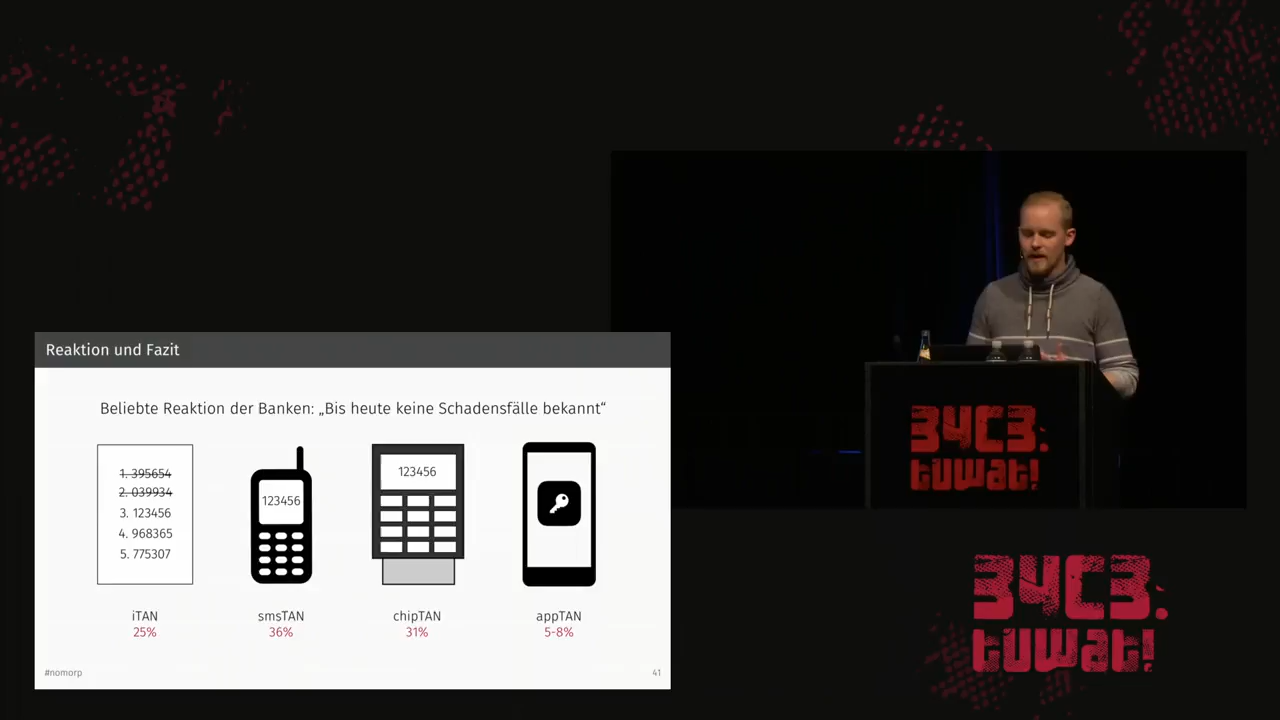 Reaktion und Fazit
Beliebte Reaktion der Banken: „Bis heute keine Schadensfälle bekannt“
1. 395654
2. 039934
3. 123456
4. 968365
5. 775307
123456
123456
iTAN
25%
smsTAN
36%
chipTAN
31%
appTAN
5-8%
#nomorp
41
34C3.
tuwat!
34C3.
tuwat!